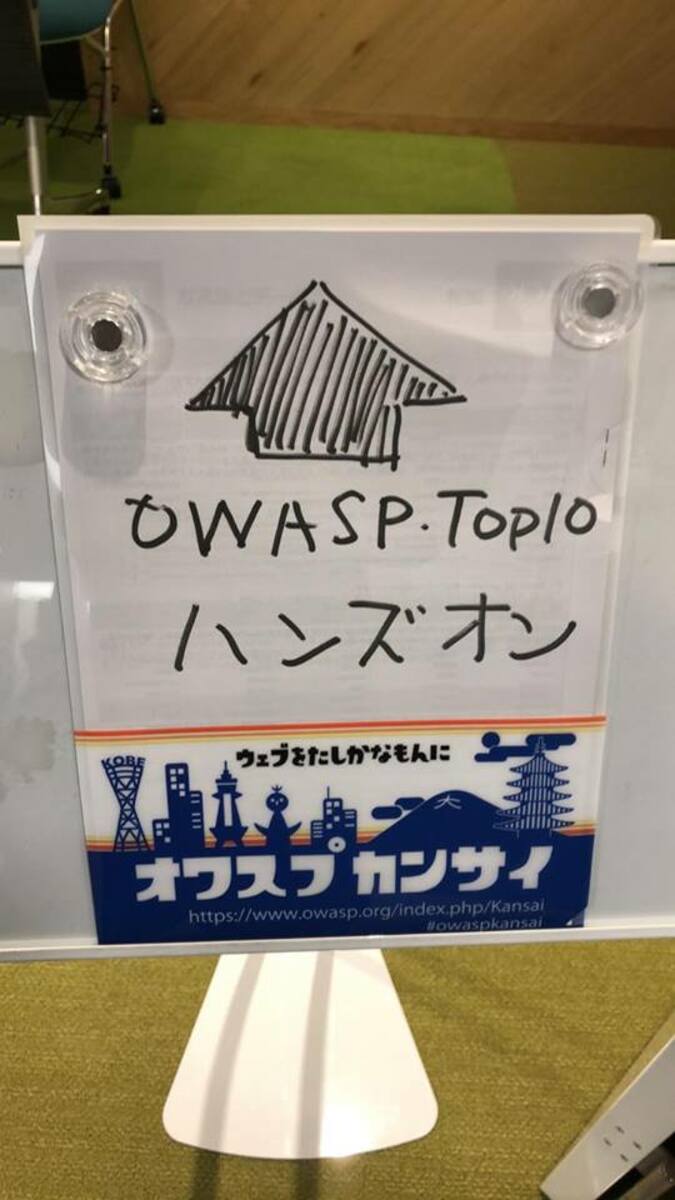 OWASP.Top10
ハンズオン
ウェブをたしかなもんに
KOBE
大
オワスプ カンサイ
https://www.owasp.org/index.php/Kansai
#owaspkansai